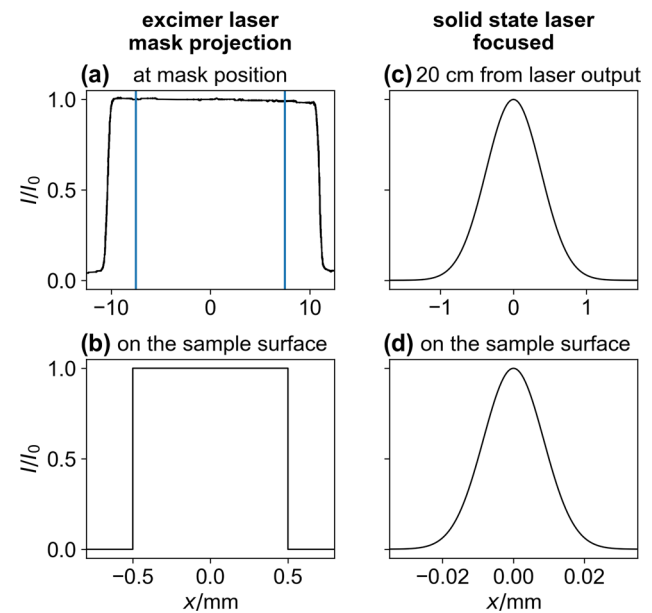 excimer laser
mask projection
solid state laser
focused
(a) at mask position
(c) 20 cm from laser output
I/I0
1.0
0.5
0.0
−10 0 10
−1 0 1
(b) on the sample surface
(d) on the sample surface
I/I0
1.0
0.5
0.0
−0.5 0.0 0.5
−0.02 0.00 0.02
x/mm
x/mm